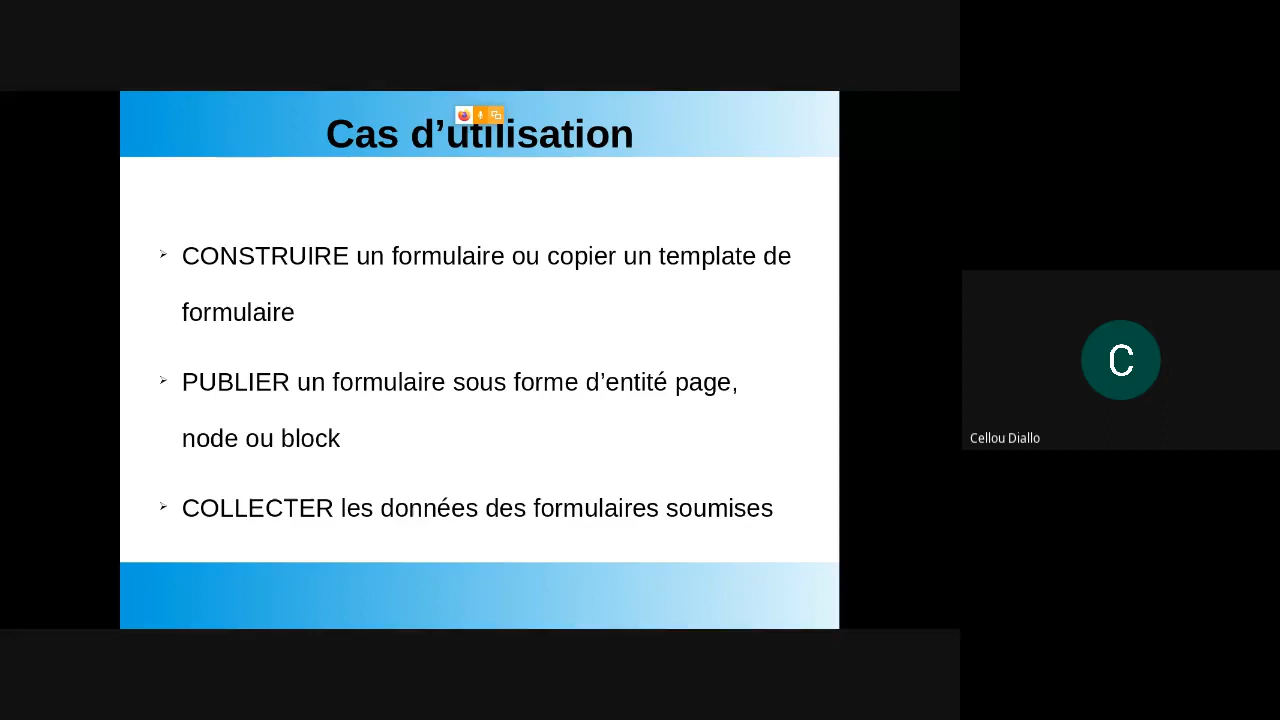 Cas d’utilisation
➢ CONSTRUIRE un formulaire ou copier un template de
formulaire
➢ PUBLIER un formulaire sous forme d’entité page,
node ou block
➢ COLLECTER les données des formulaires soumises
C
Cellou Diallo